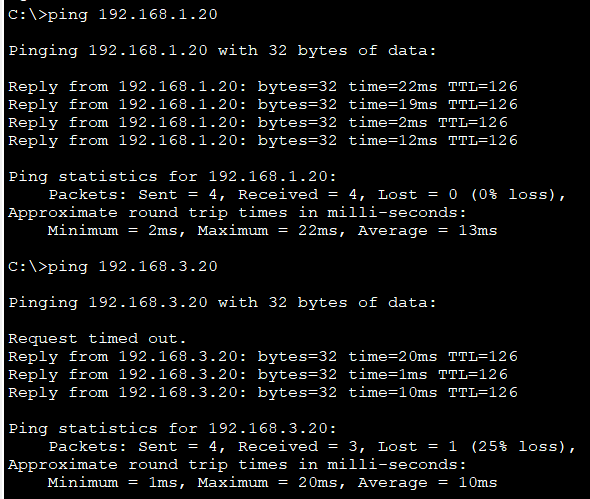 C:\>ping 192.168.1.20
Pinging 192.168.1.20 with 32 bytes of data:
Reply from 192.168.1.20: bytes=32 time=22ms TTL=126
Reply from 192.168.1.20: bytes=32 time=19ms TTL=126
Reply from 192.168.1.20: bytes=32 time=2ms TTL=126
Reply from 192.168.1.20: bytes=32 time=12ms TTL=126
Ping statistics for 192.168.1.20:
    Packets: Sent = 4, Received = 4, Lost = 0 (0% loss),
Approximate round trip times in milli-seconds:
    Minimum = 2ms, Maximum = 22ms, Average = 13ms
C:\>ping 192.168.3.20
Pinging 192.168.3.20 with 32 bytes of data:
Request timed out.
Reply from 192.168.3.20: bytes=32 time=20ms TTL=126
Reply from 192.168.3.20: bytes=32 time=1ms TTL=126
Reply from 192.168.3.20: bytes=32 time=10ms TTL=126
Ping statistics for 192.168.3.20:
    Packets: Sent = 4, Received = 3, Lost = 1 (25% loss),
Approximate round trip times in milli-seconds:
    Minimum = 1ms, Maximum = 20ms, Average = 10ms